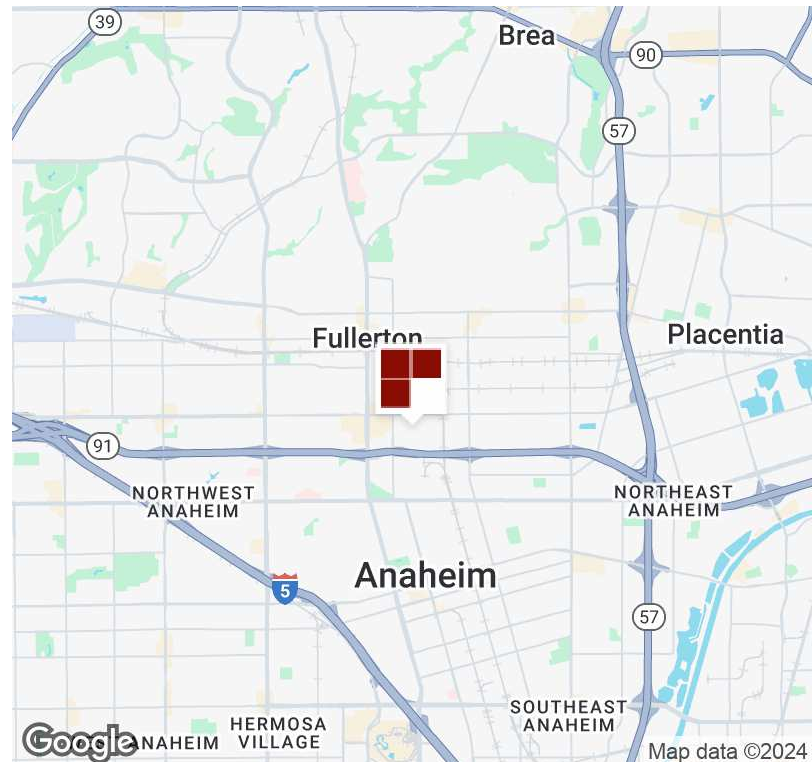 39
Brea
90
57
Fullerton
Placentia
91
NORTHWEST
ANAHEIM
NORTHEAST
ANAHEIM
Anaheim
5
57
SOUTHEAST
ANAHEIM
HERMOSA
VILLAGE
Google
ANAHEIM
Map data ©2024